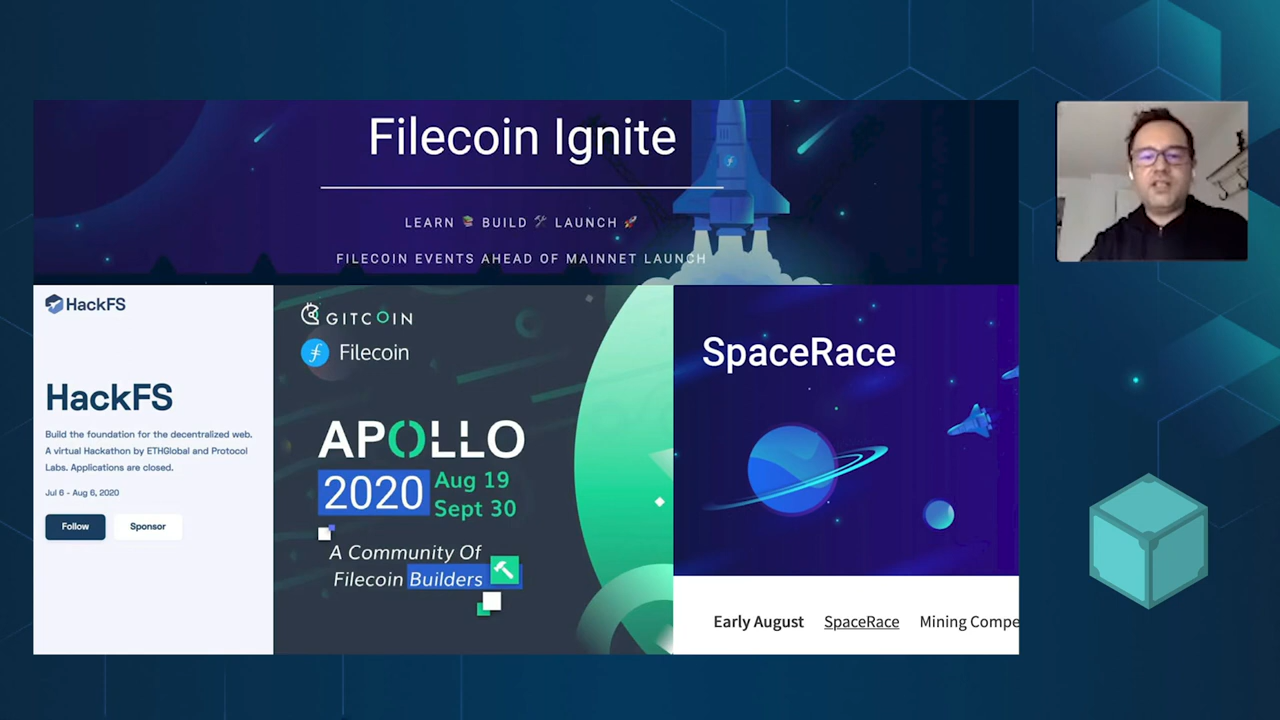 Filecoin Ignite
LEARN 📚 BUILD 🛠 LAUNCH 🚀
FILECOIN EVENTS AHEAD OF MAINNET LAUNCH
HackFS
HackFS
Build the foundation for the decentralized web.
A virtual Hackathon by ETHGlobal and Protocol
Labs. Applications are closed.
Jul 6 - Aug 6, 2020
Follow Sponsor
GITCOIN
Filecoin
APOLLO
2020 Aug 19
Sept 30
A Community Of
Filecoin Builders
SpaceRace
Early August SpaceRace Mining Compe